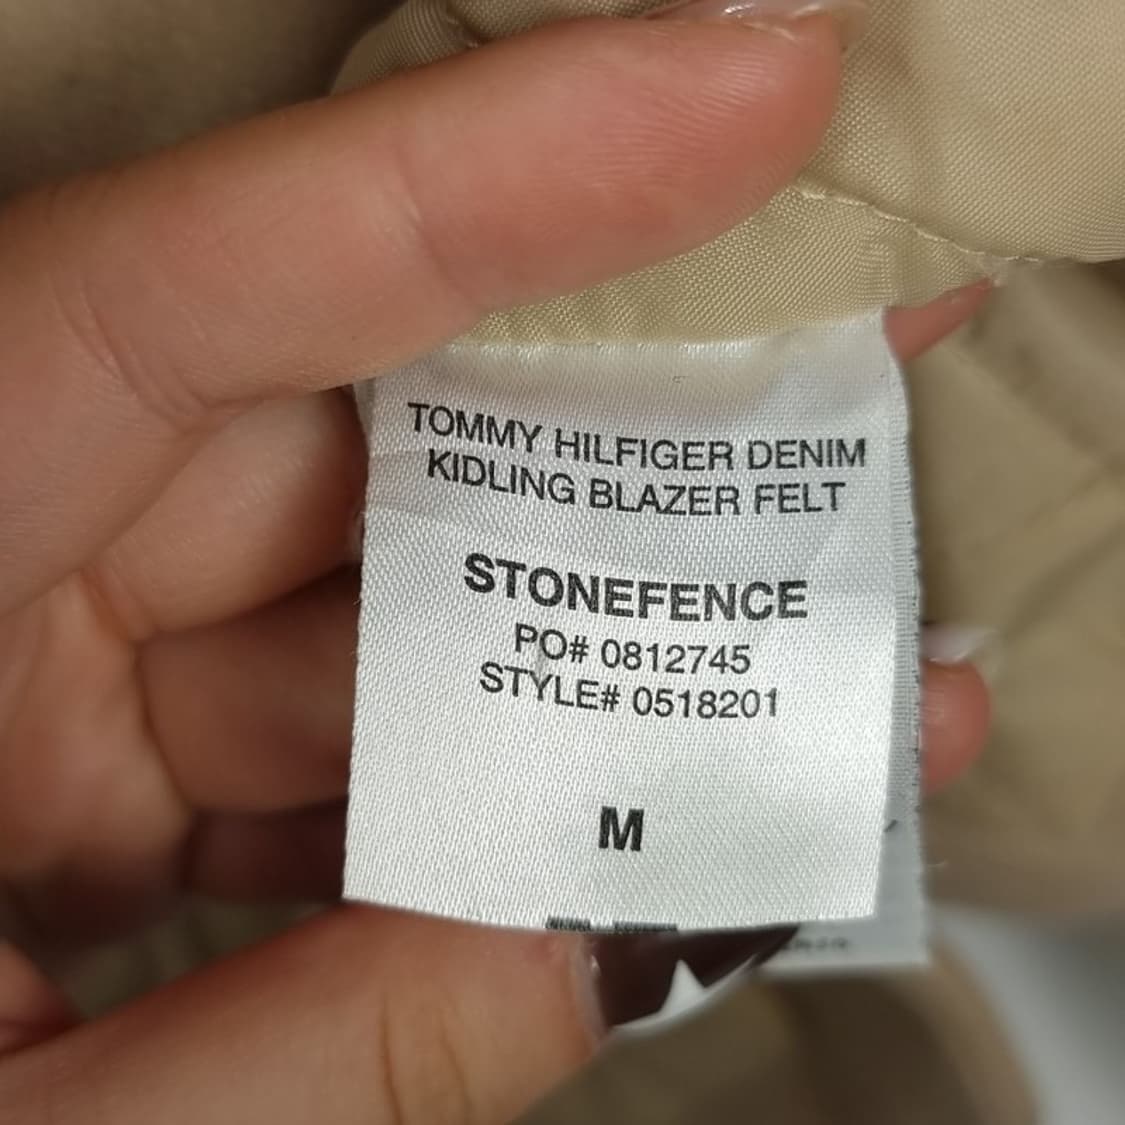 TOMMY HILFIGER DENIM
KIDLING BLAZER FELT
STONEFENCE
PO# 0812745
STYLE# 0518201
M